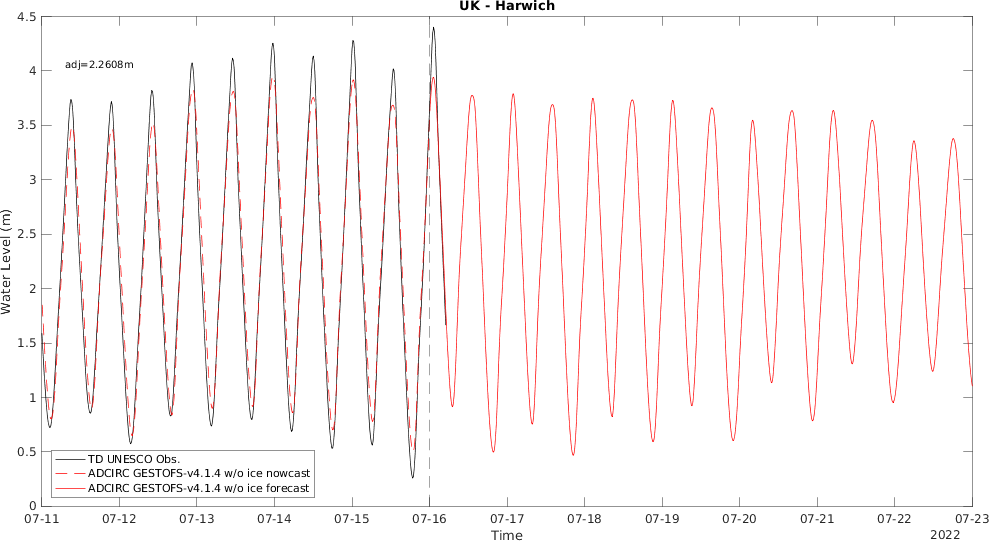 UK - Harwich
adj=2.2608m
Water Level (m)
4.5
4
3.5
3
2.5
2
1.5
1
0.5
0
TD UNESCO Obs.
ADCIRC GESTOFS-v4.1.4 w/o ice nowcast
ADCIRC GESTOFS-v4.1.4 w/o ice forecast
07-11 07-12 07-13 07-14 07-15 07-16 07-17 07-18 07-19 07-20 07-21 07-22 07-23
Time
2022